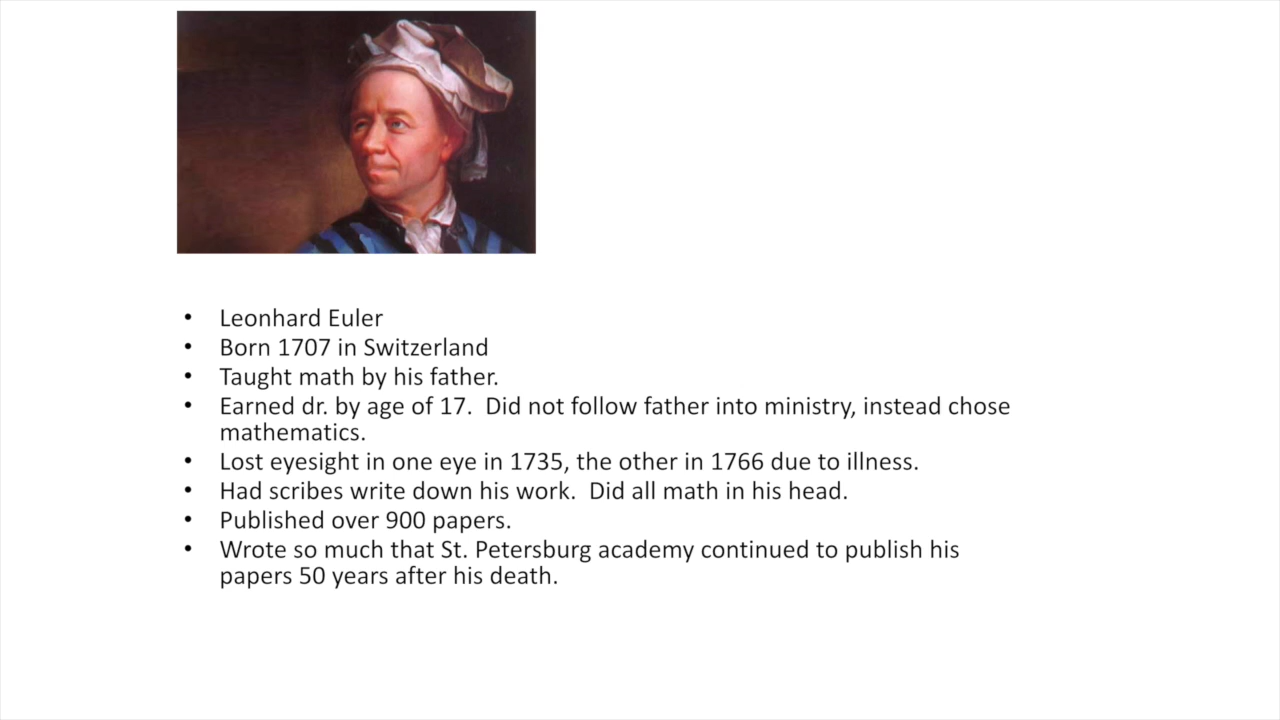 • Leonhard Euler
• Born 1707 in Switzerland
• Taught math by his father.
• Earned dr. by age of 17.  Did not follow father into ministry, instead chose
mathematics.
• Lost eyesight in one eye in 1735, the other in 1766 due to illness.
• Had scribes write down his work.  Did all math in his head.
• Published over 900 papers.
• Wrote so much that St. Petersburg academy continued to publish his
papers 50 years after his death.